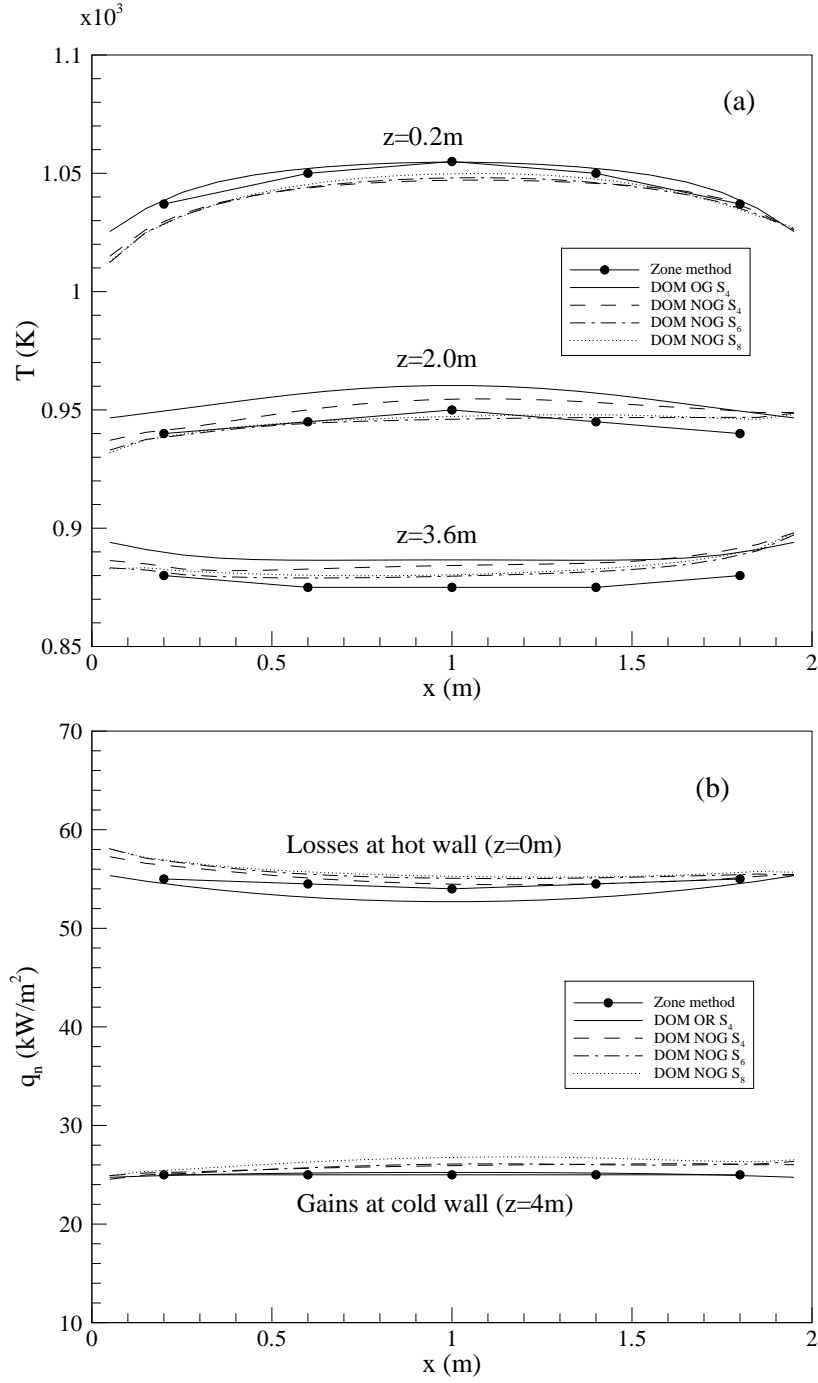 x10³
1.1
(a)
z=0.2m
1.05
Zone method
DOM OG S₄
DOM NOG S₄
DOM NOG S₆
DOM NOG S₈
1
T (K)
z=2.0m
0.95
z=3.6m
0.9
0.85
0 0.5 1 1.5 2
x (m)
70
(b)
60
Losses at hot wall (z=0m)
50
Zone method
DOM OR S₄
DOM NOG S₄
DOM NOG S₆
DOM NOG S₈
40
qₙ (kW/m²)
30
Gains at cold wall (z=4m)
20
10
0 0.5 1 1.5 2
x (m)